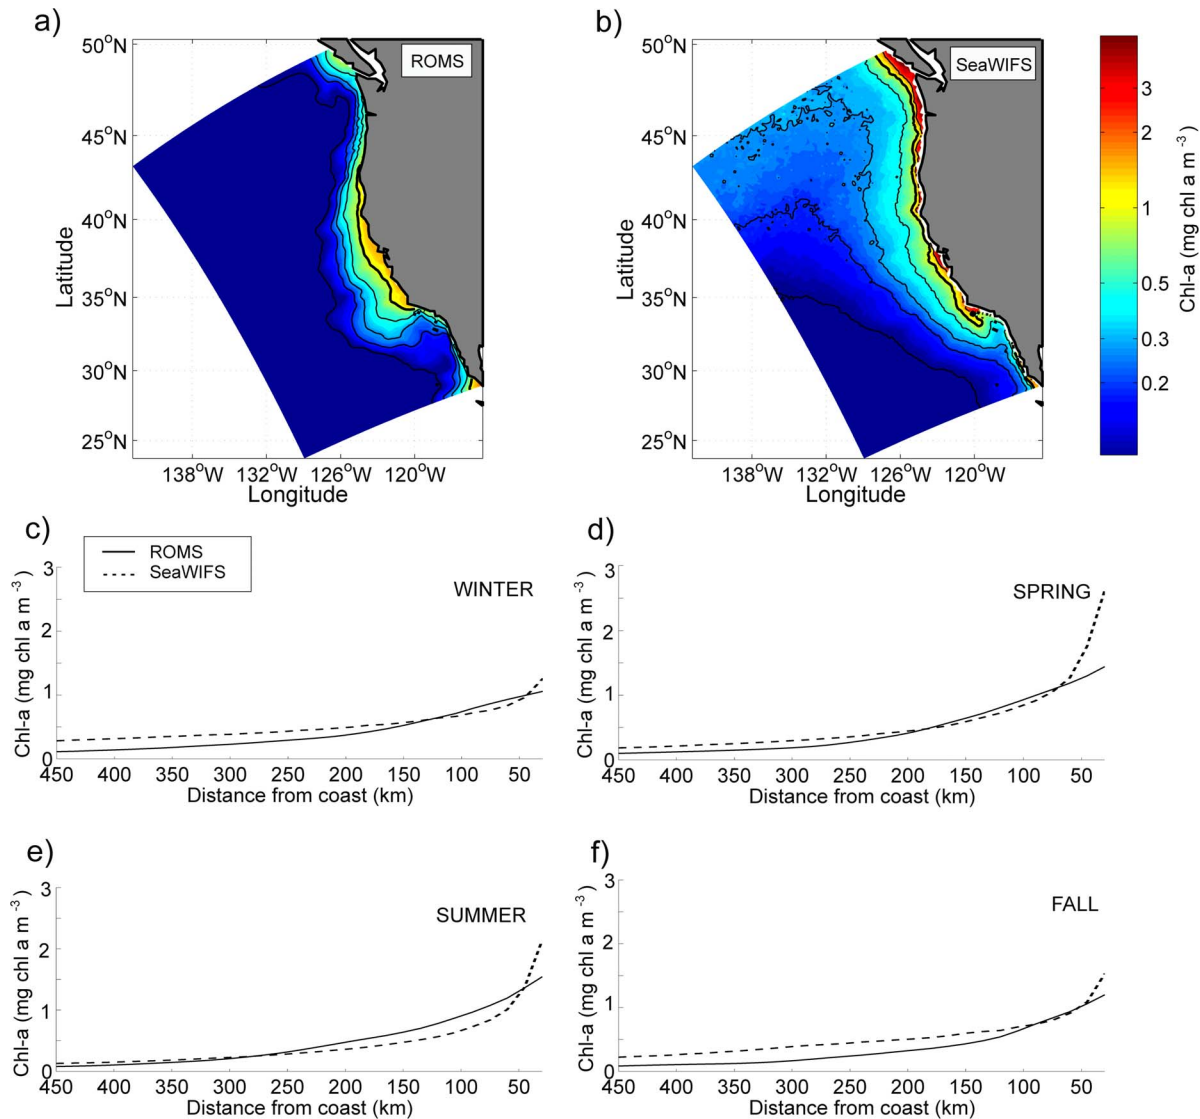 a)
ROMS
50°N
45°N
40°N
35°N
30°N
25°N
Latitude
138°W 132°W 126°W 120°W
Longitude
b)
SeaWIFS
50°N
45°N
40°N
35°N
30°N
25°N
Latitude
138°W 132°W 126°W 120°W
Longitude
3
2
1
0.5
0.3
0.2
Chl-a (mg chl a m⁻³)
c)
ROMS
SeaWIFS
WINTER
3
2
1
0
Chl-a (mg chl a m⁻³)
450 400 350 300 250 200 150 100 50
Distance from coast (km)
d)
SPRING
3
2
1
0
Chl-a (mg chl a m⁻³)
450 400 350 300 250 200 150 100 50
Distance from coast (km)
e)
SUMMER
3
2
1
0
Chl-a (mg chl a m⁻³)
450 400 350 300 250 200 150 100 50
Distance from coast (km)
f)
FALL
3
2
1
0
Chl-a (mg chl a m⁻³)
450 400 350 300 250 200 150 100 50
Distance from coast (km)